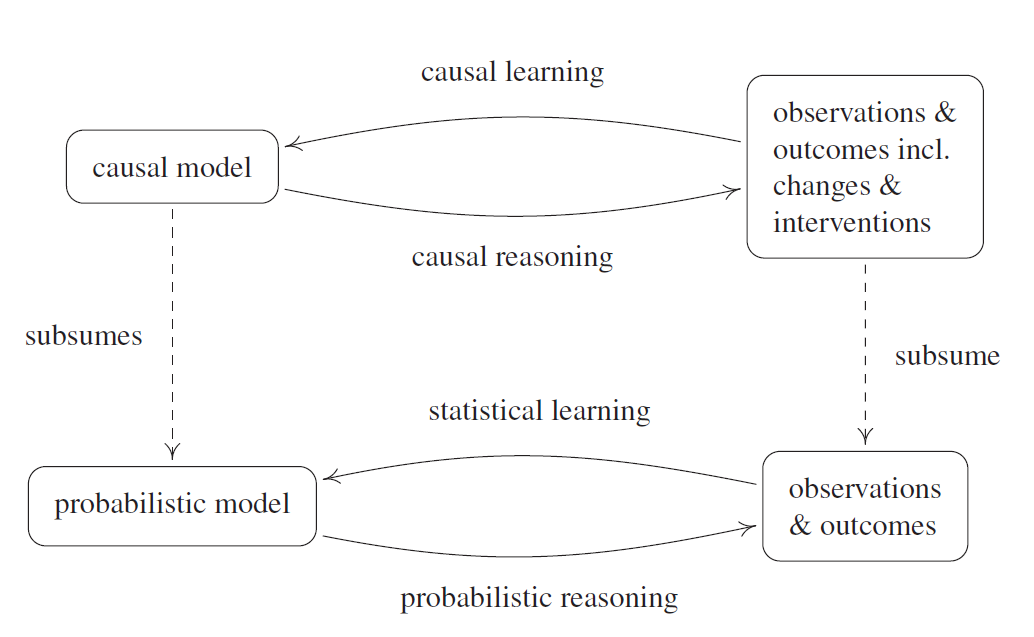 causal learning
observations &
outcomes incl.
changes &
interventions
causal model
causal reasoning
subsumes
subsume
statistical learning
probabilistic model
observations
& outcomes
probabilistic reasoning